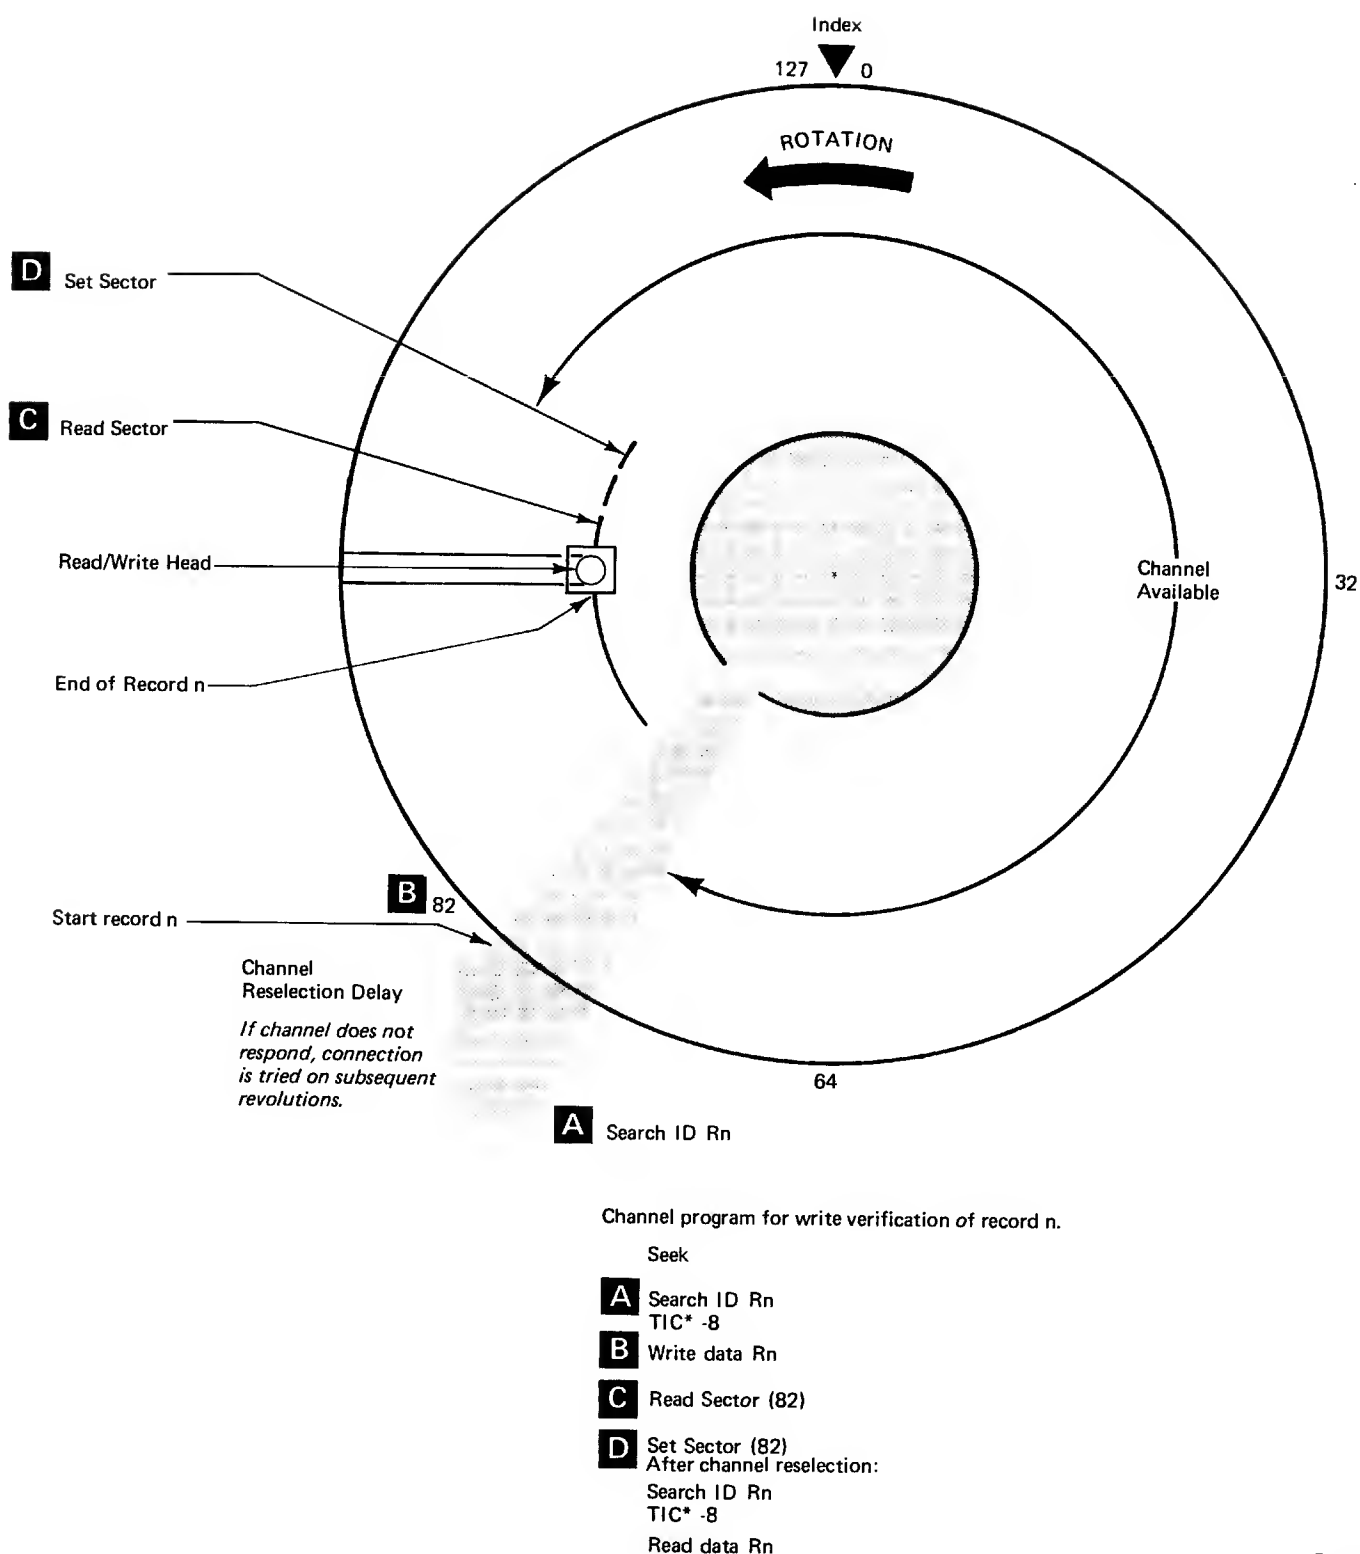 Index
127 0
ROTATION
D Set Sector
C Read Sector
Read/Write Head
Channel
Available
32
End of Record n
B 82
Start record n
Channel
Reselection Delay
If channel does not
respond, connection
is tried on subsequent
revolutions.
64
A Search ID Rn
Channel program for write verification of record n.
Seek
A Search ID Rn
TIC* -8
B Write data Rn
C Read Sector (82)
D Set Sector (82)
After channel reselection:
Search ID Rn
TIC* -8
Read data Rn